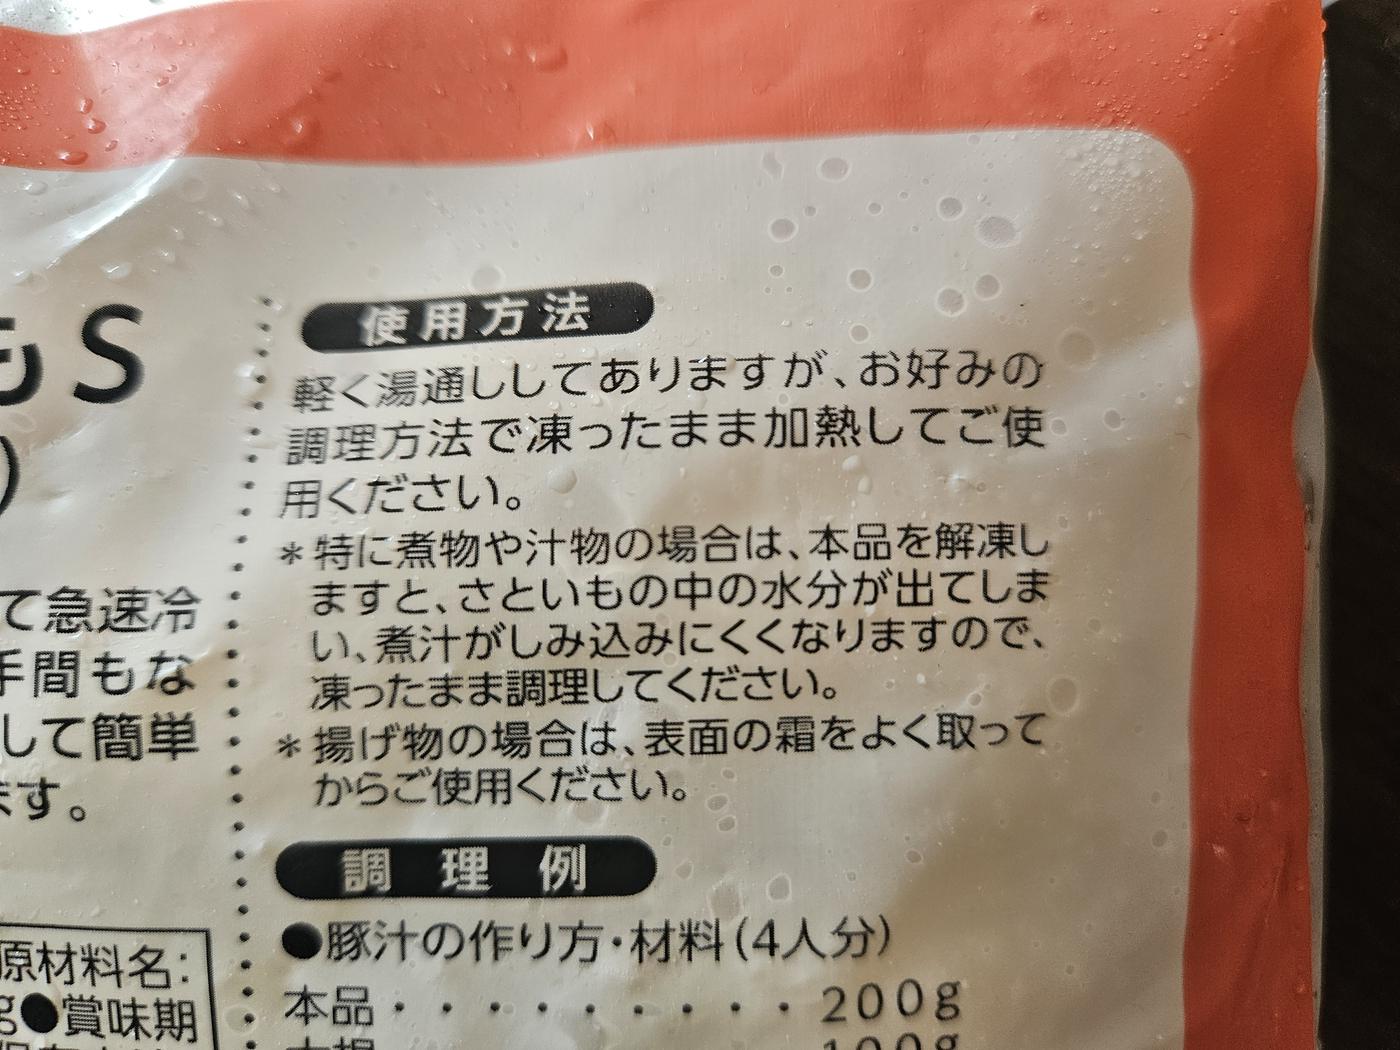 もS
）
て急速冷
手間もな
して簡単
ます。
原材料名：
g●賞味期
使用方法
軽く湯通ししてありますが、お好みの
調理方法で凍ったまま加熱してご使
用ください。
＊特に煮物や汁物の場合は、本品を解凍し
ますと、さといもの中の水分が出てしま
い、煮汁がしみ込みにくくなりますので、
凍ったまま調理してください。
＊揚げ物の場合は、表面の霜をよく取って
からご使用ください。
調理例
●豚汁の作り方・材料（4人分）
本品・・・・・・・・・・200g